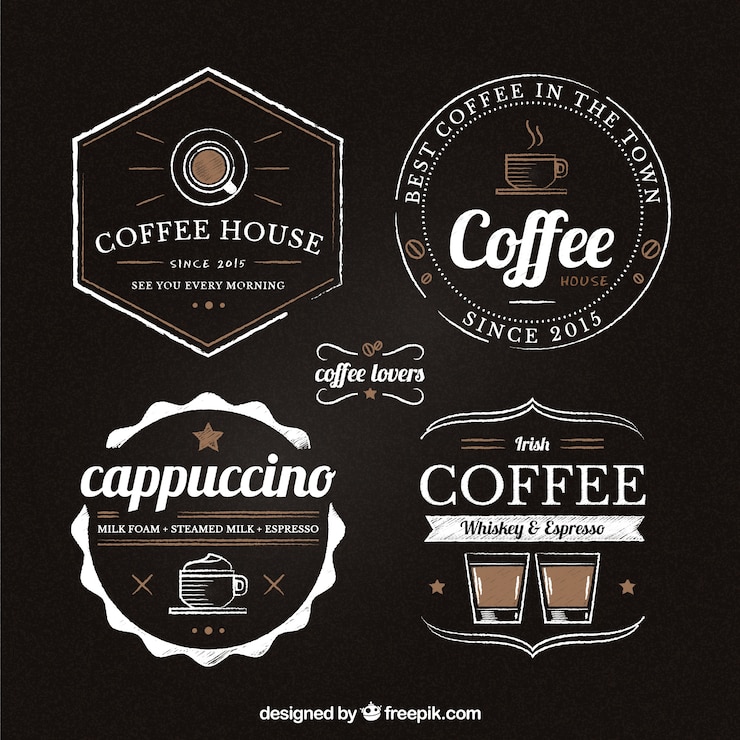 COFFEE HOUSE
SINCE 2015
SEE YOU EVERY MORNING
BEST COFFEE IN THE TOWN
Coffee
HOUSE
SINCE 2015
coffee lovers
cappuccino
MILK FOAM + STEAMED MILK + ESPRESSO
Irish
COFFEE
Whiskey & Espresso
designed by freepik.com